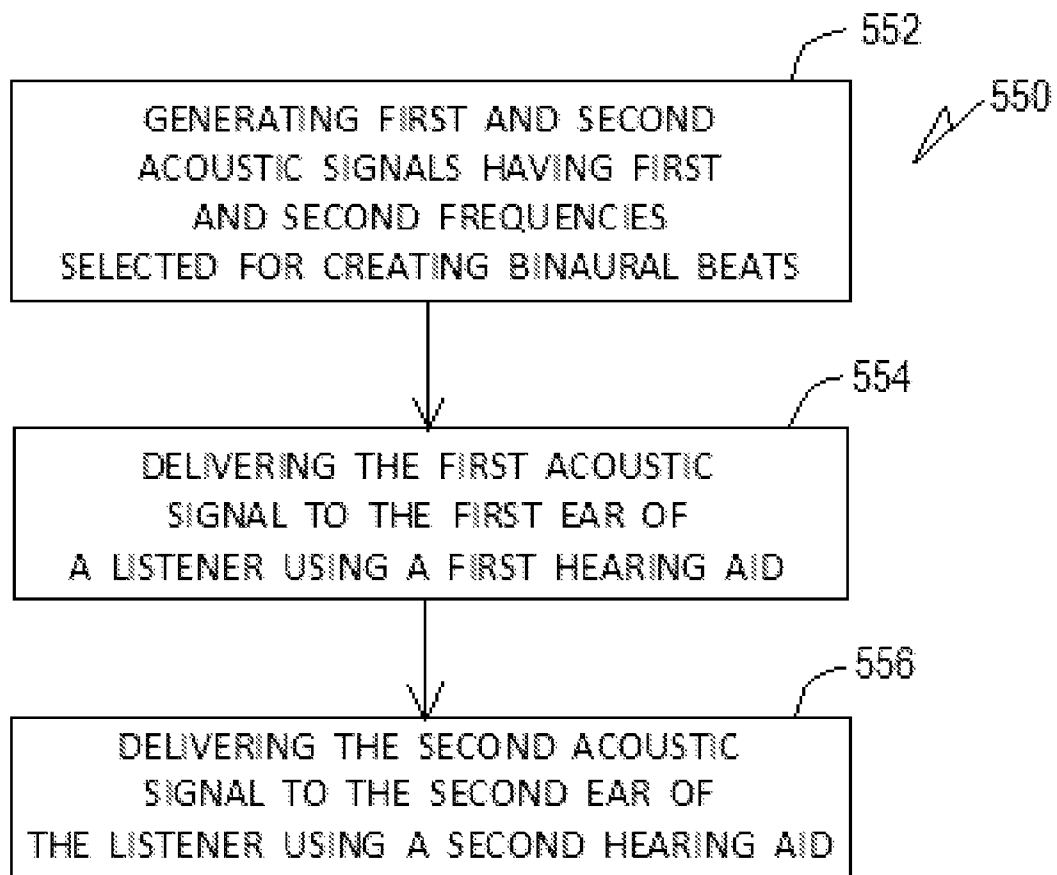 552
550
GENERATING FIRST AND SECOND
ACOUSTIC SIGNALS HAVING FIRST
AND SECOND FREQUENCIES
SELECTED FOR CREATING BINAURAL BEATS
554
DELIVERING THE FIRST ACOUSTIC
SIGNAL TO THE FIRST EAR OF
A LISTENER USING A FIRST HEARING AID
556
DELIVERING THE SECOND ACOUSTIC
SIGNAL TO THE SECOND EAR OF
THE LISTENER USING A SECOND HEARING AID